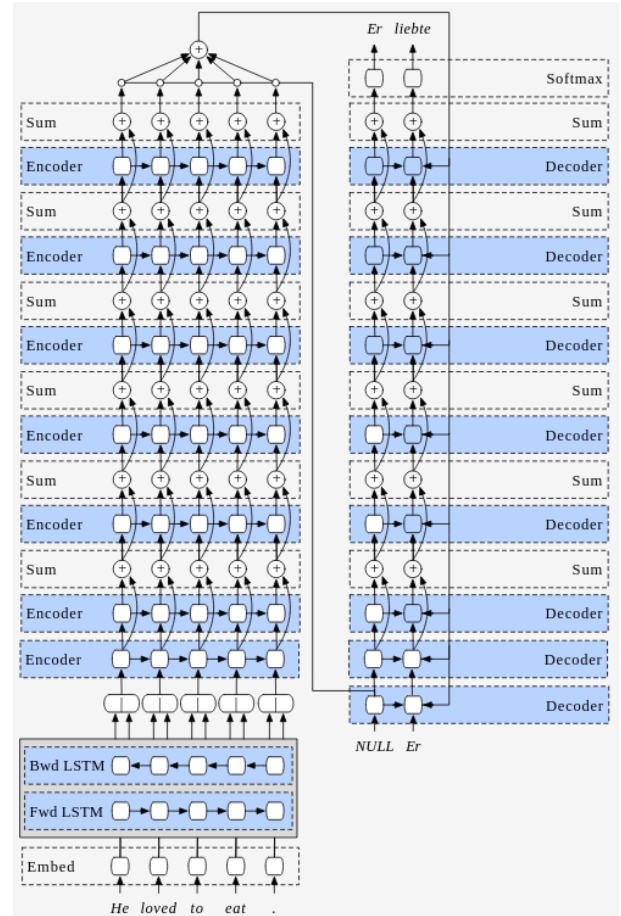 Er liebte
Softmax
Sum
Encoder
Sum
Encoder
Sum
Encoder
Sum
Encoder
Sum
Encoder
Sum
Encoder
Encoder
Bwd LSTM
Fwd LSTM
Embed
He loved to eat .
Sum
Decoder
Sum
Decoder
Sum
Decoder
Sum
Decoder
Sum
Decoder
Sum
Decoder
Decoder
Decoder
NULL Er